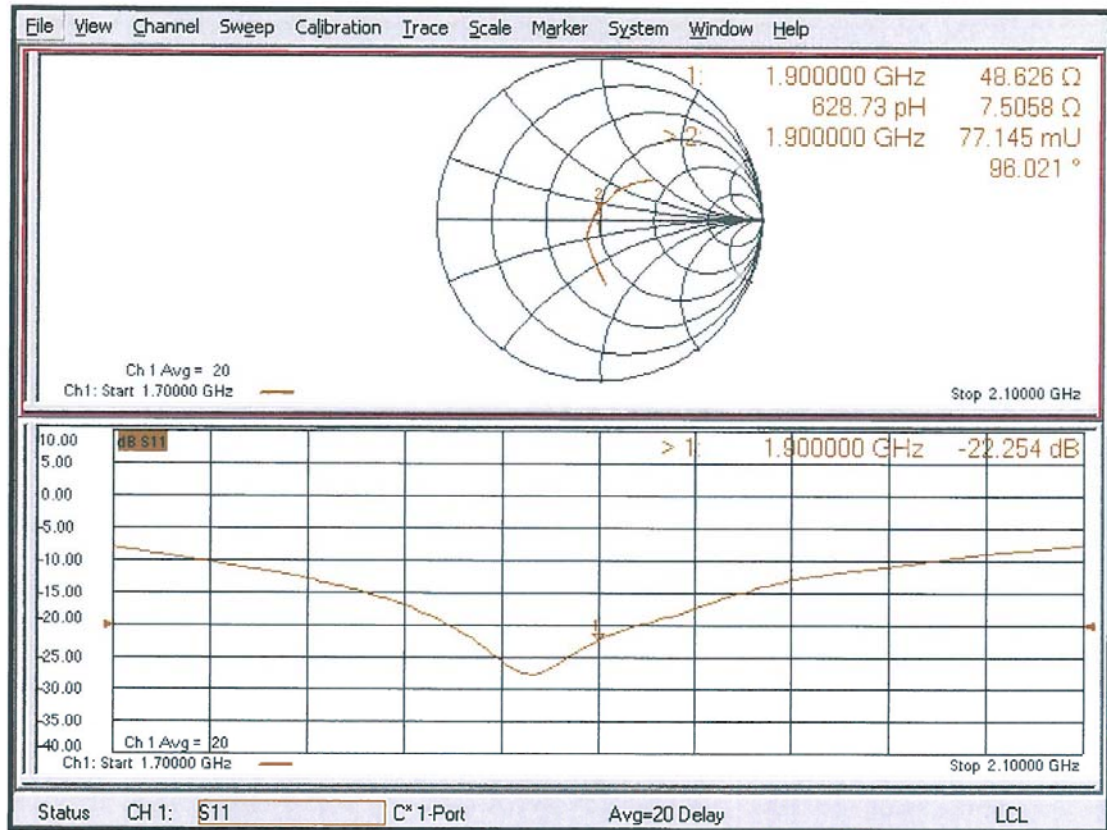 File View Channel Sweep Calibration Trace Scale Marker System Window Help
1: 1.900000 GHz 48.626 Ω
628.73 pH 7.5058 Ω
> 2: 1.900000 GHz 77.145 mU
96.021 °
2
Ch 1 Avg = 20
Ch1: Start 1.70000 GHz
Stop 2.10000 GHz
10.00
dB S11
> 1: 1.900000 GHz -22.254 dB
5.00
0.00
-5.00
-10.00
-15.00
-20.00
1
-25.00
-30.00
-35.00
-40.00
Ch 1 Avg = 20
Ch1: Start 1.70000 GHz
Stop 2.10000 GHz
Status CH 1: S11 C* 1-Port Avg=20 Delay LCL